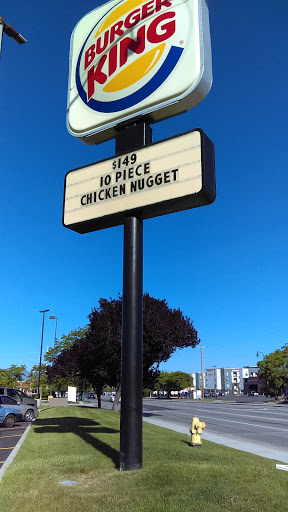 BURGER
KING
$149
10 PIECE
CHICKEN NUGGET